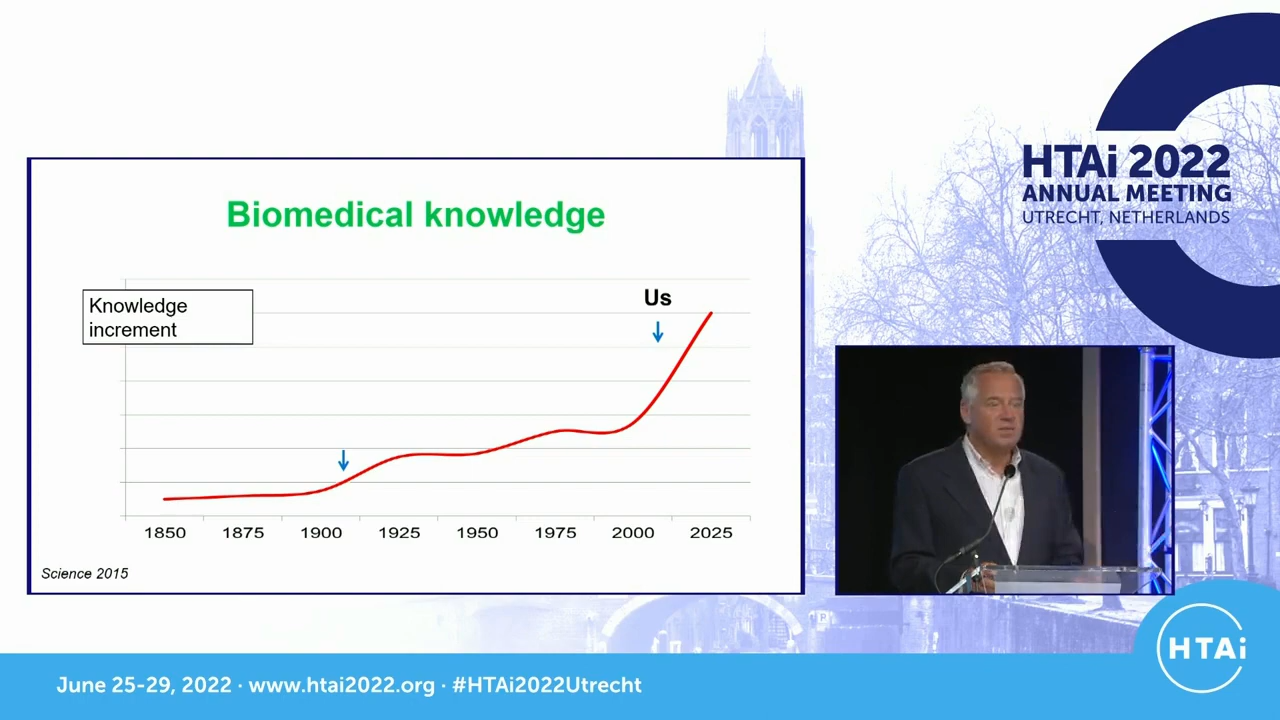 HTAi 2022
ANNUAL MEETING
UTRECHT, NETHERLANDS
Biomedical knowledge
Knowledge
increment
Us
1850 1875 1900 1925 1950 1975 2000 2025
Science 2015
HTAi
June 25-29, 2022 · www.htai2022.org · #HTAi2022Utrecht